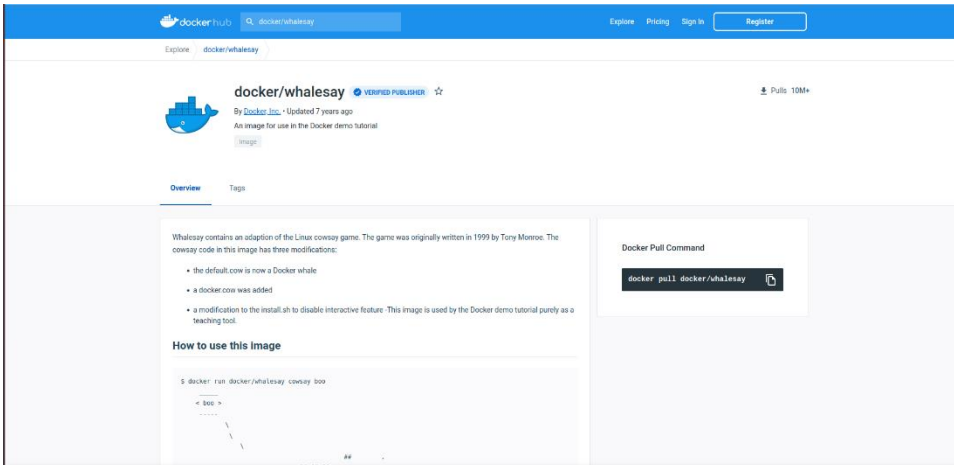 dockerhub
docker/whalesay
Explore Pricing Sign In Register
Explore docker/whalesay
docker/whalesay VERIFIED PUBLISHER
Pulls 10M+
By Docker, Inc. • Updated 7 years ago
An image for use in the Docker demo tutorial
Image
Overview Tags
Whalesay contains an adaption of the Linux cowsay game. The game was originally written in 1999 by Tony Monroe. The
cowsay code in this image has three modifications:
• the default.cow is now a Docker whale
• a docker.cow was added
• a modification to the install.sh to disable interactive feature -This image is used by the Docker demo tutorial purely as a
teaching tool.
How to use this image
$ docker run docker/whalesay cowsay boo
_____
< boo >
-----
\
\
\
## .
Docker Pull Command
docker pull docker/whalesay